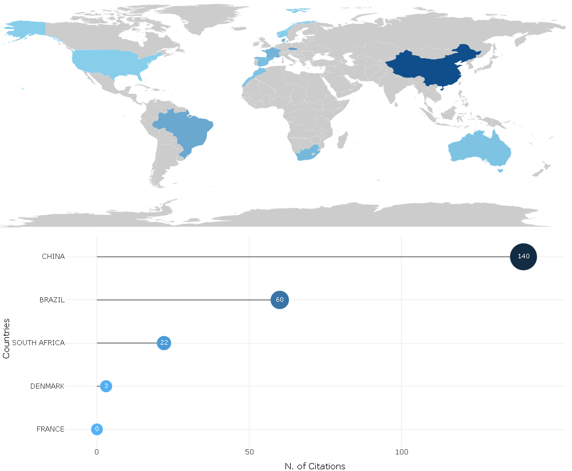 CHINA 140
BRAZIL 60
SOUTH AFRICA 22
DENMARK 3
FRANCE 0
Countries
0 50 100
N. of Citations